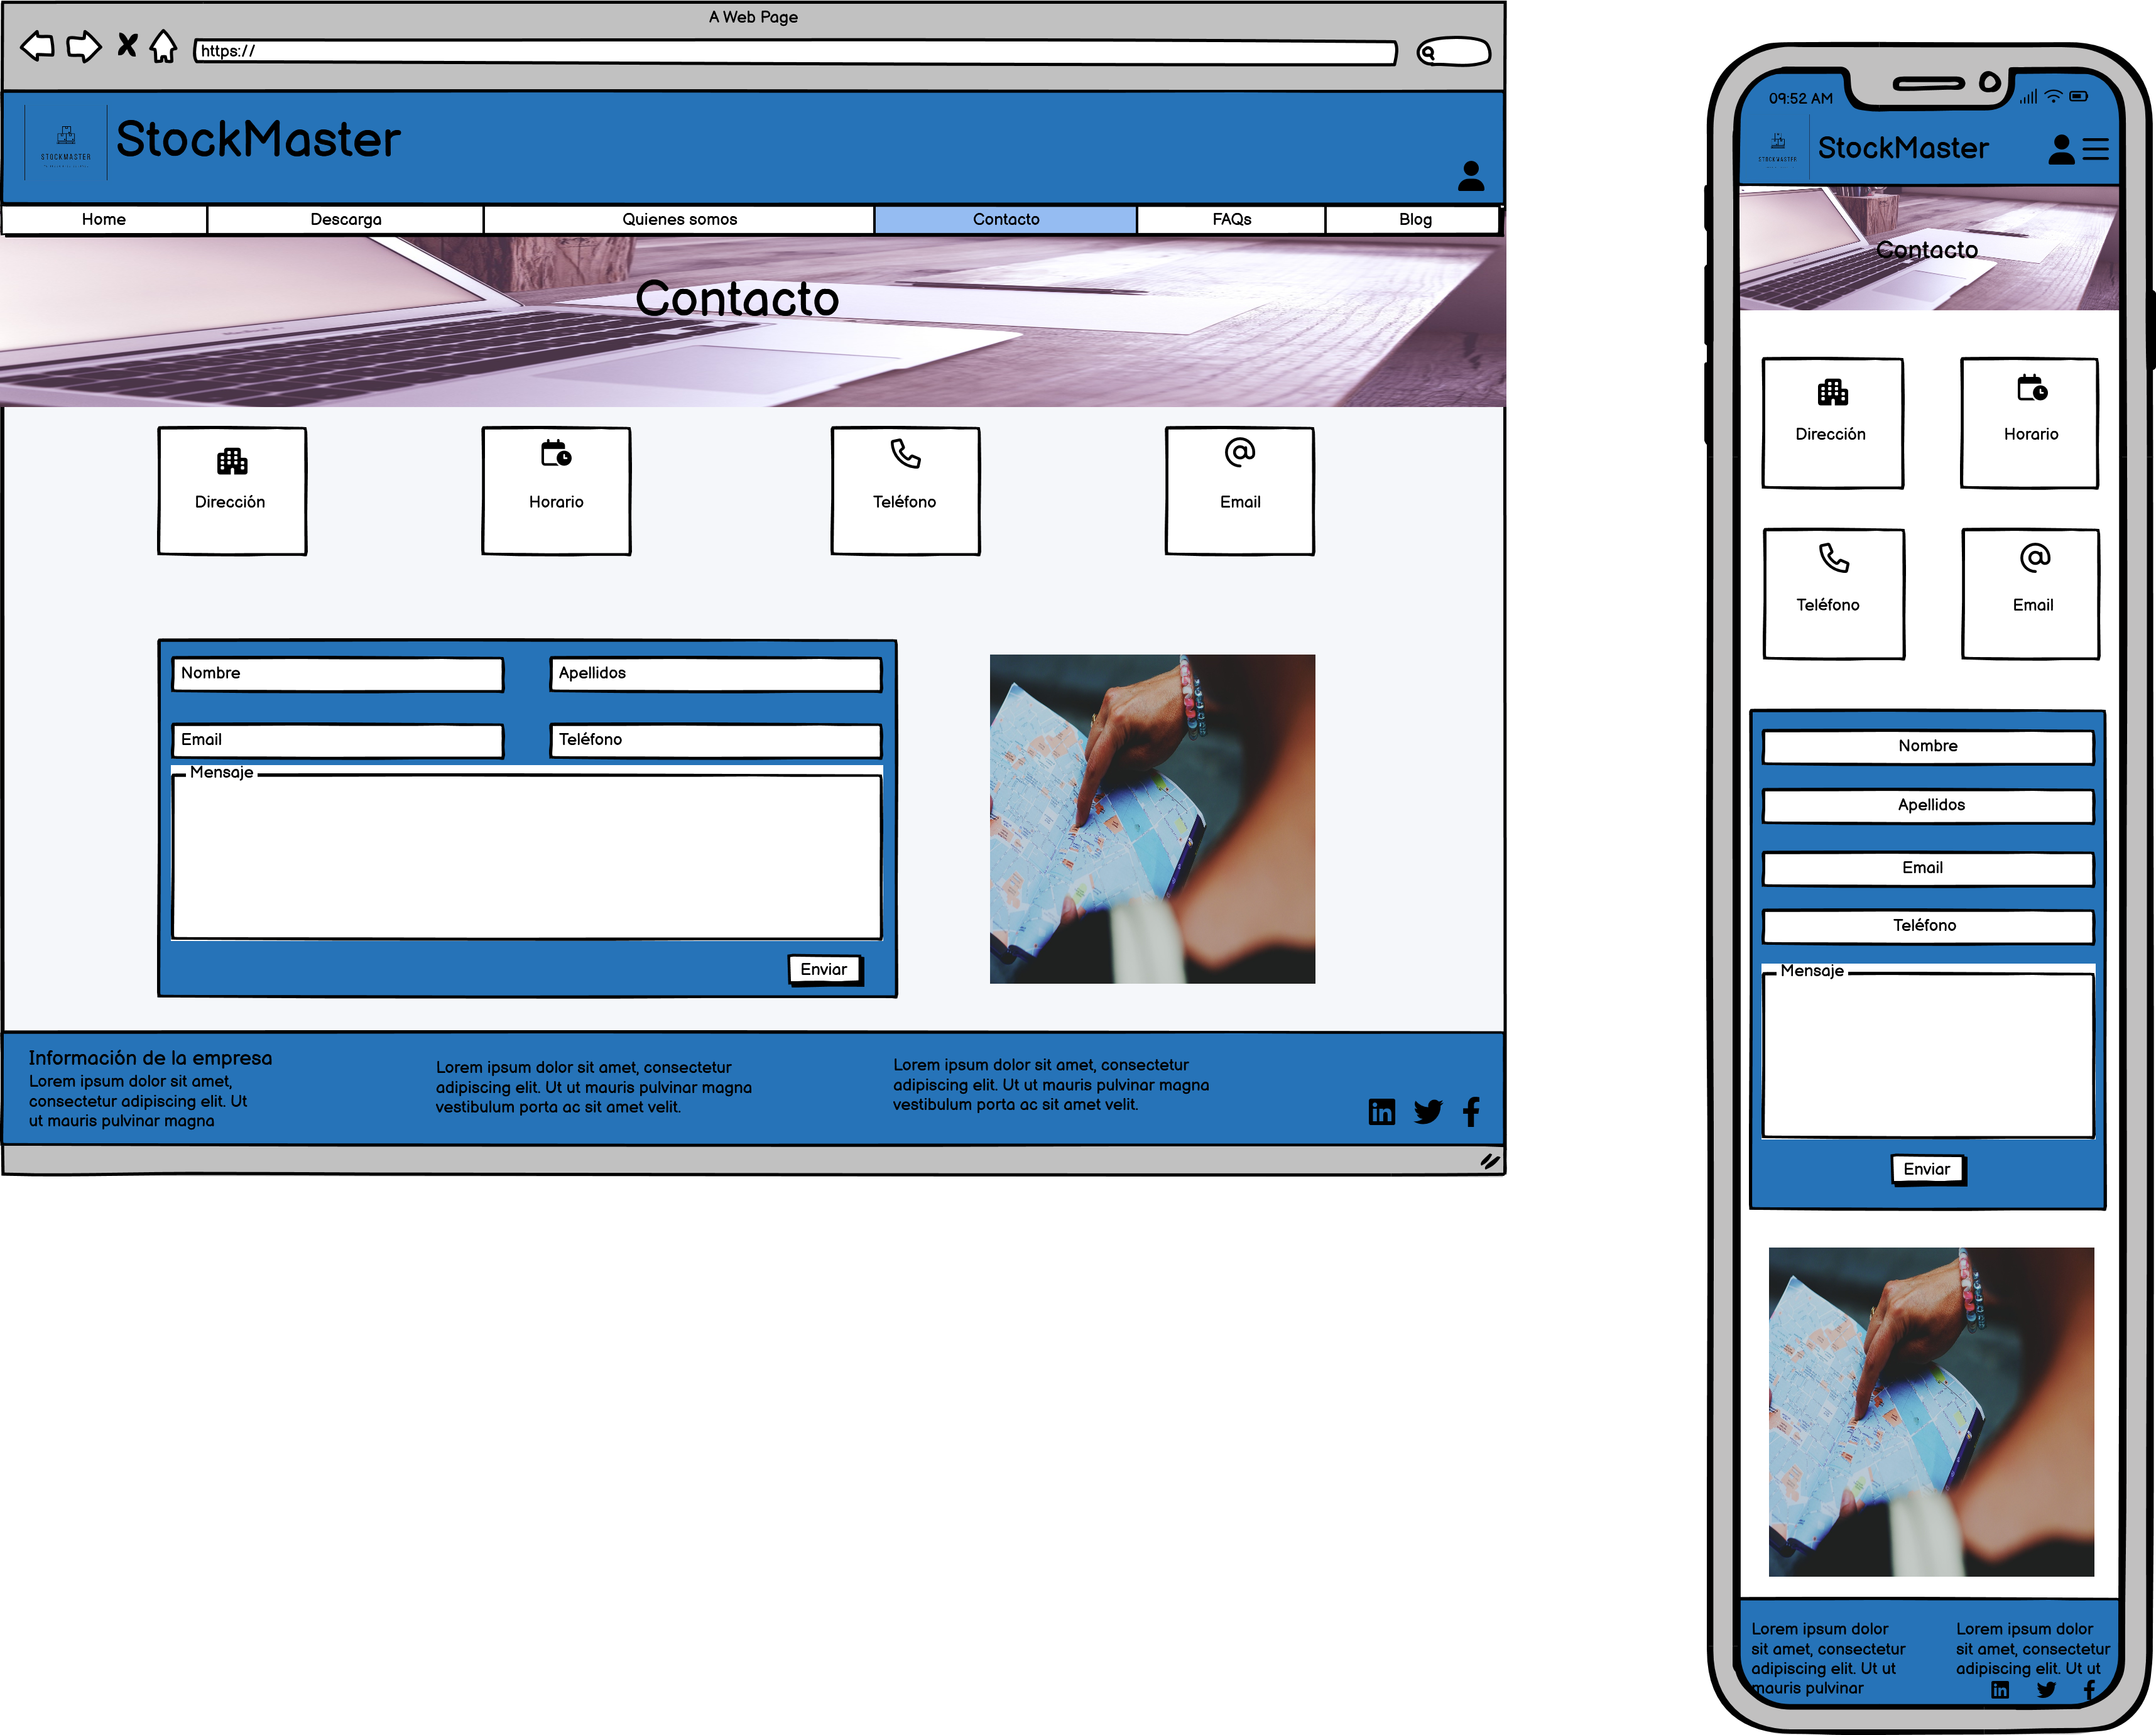 A Web Page
https://
STOCKMASTER
StockMaster
Home
Descarga
Quienes somos
Contacto
FAQs
Blog
Contacto
Dirección
Horario
Teléfono
Email
Nombre
Apellidos
Email
Teléfono
Mensaje
Enviar
Información de la empresa
Lorem ipsum dolor sit amet,
consectetur adipiscing elit. Ut
ut mauris pulvinar magna
Lorem ipsum dolor sit amet, consectetur
adipiscing elit. Ut ut mauris pulvinar magna
vestibulum porta ac sit amet velit.
Lorem ipsum dolor sit amet, consectetur
adipiscing elit. Ut ut mauris pulvinar magna
vestibulum porta ac sit amet velit.
09:52 AM
STOCKMASTER
StockMaster
Contacto
Dirección
Horario
Teléfono
Email
Nombre
Apellidos
Email
Teléfono
Mensaje
Enviar
Lorem ipsum dolor
sit amet, consectetur
adipiscing elit. Ut ut
mauris pulvinar
Lorem ipsum dolor
sit amet, consectetur
adipiscing elit. Ut ut